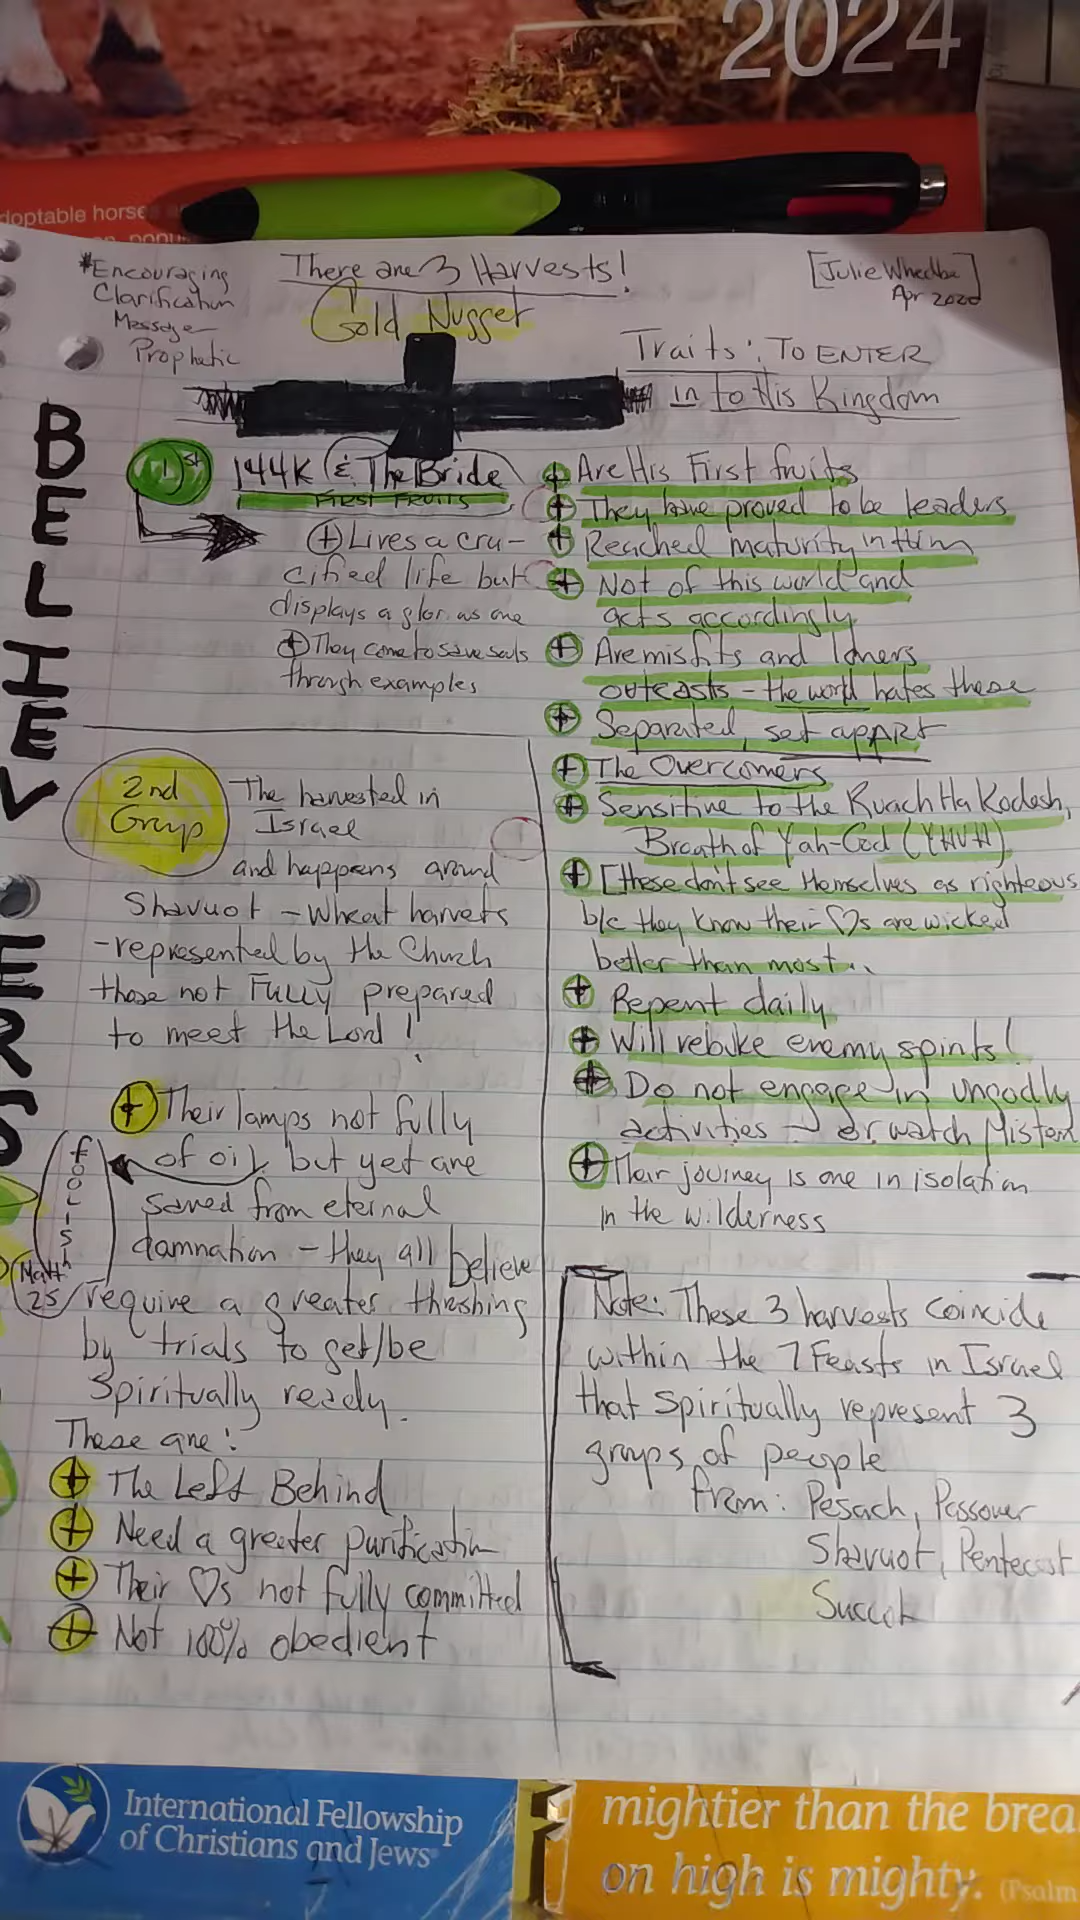 2024
doptable horse
*Encouraging
Clarification
Message
Prophetic
There are 3 Harvests!
Gold Nugget
[Julie Whedbee]
Apr 2020
Traits: To ENTER
in to His Kingdom
BELIEVERS
1st
144K & The Bride
FIRST FRUITS
+ Lives a cru-
cified life but
displays a glor. as one
+ They come to save souls
through examples
+ Are His First fruits
+ They have proved to be leaders
+ Reached maturity in Him
+ Not of this world and
acts accordingly
+ Are misfits and loners
outcasts - the world hates these
+ Separated, set appART
+ The Overcomers
+ Sensitive to the Ruach Ha Kodesh,
Breath of Yah-God (YHVH)
+ [these don't see themselves as righteous
b/c they know their ♡s are wicked
better than most..
+ Repent daily
+ Will rebuke enemy spirits!
+ Do not engage in ungodly
activities - or watch / listen
+ Their journey is one in isolation
in the wilderness
2nd
Group
The harvested in
Israel
and happens around
Shavuot - Wheat harvets
- represented by the Church
those not FULLY prepared
to meet the Lord!
+ Their lamps not fully
of oil, but yet are
saved from eternal
damnation - they all believe
foolish
Matt
25
require a greater threshing
by trials to get/be
Spiritually ready.
These are:
+ The Left Behind
+ Need a greater purification
+ Their ♡s not fully committed
+ Not 100% obedient
Note: These 3 harvests coincide
within the 7 Feasts in Israel
that spiritually represent 3
groups of people
from: Pesach, Passover
Shavuot, Pentecost
Succot
International Fellowship
of Christians and Jews
mightier than the brea
on high is mighty. (Psalm